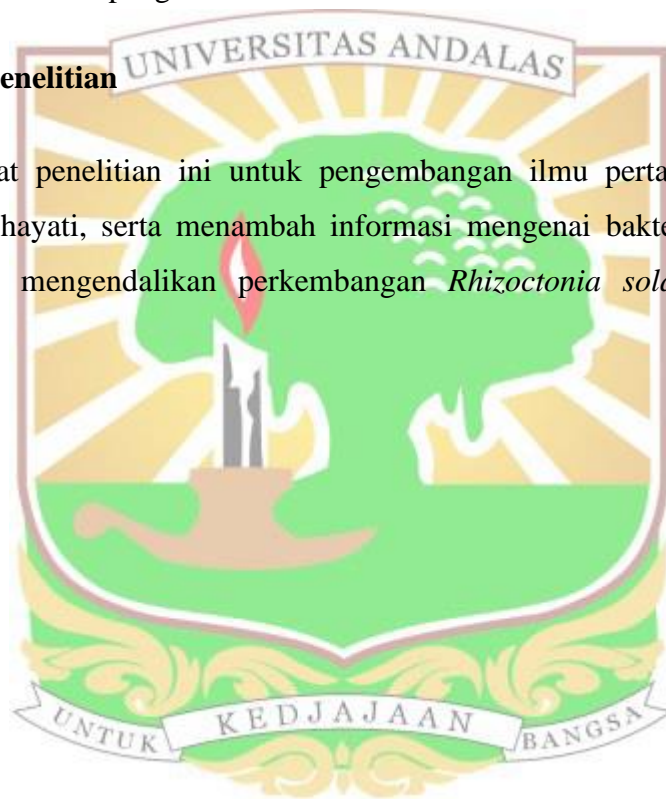 UNIVERSITAS ANDALAS
enelitian
at penelitian ini untuk pengembangan ilmu perta
hayati, serta menambah informasi mengenai bakte
mengendalikan perkembangan Rhizoctonia sola
UNTUK KEDJAJAAN BANGSA